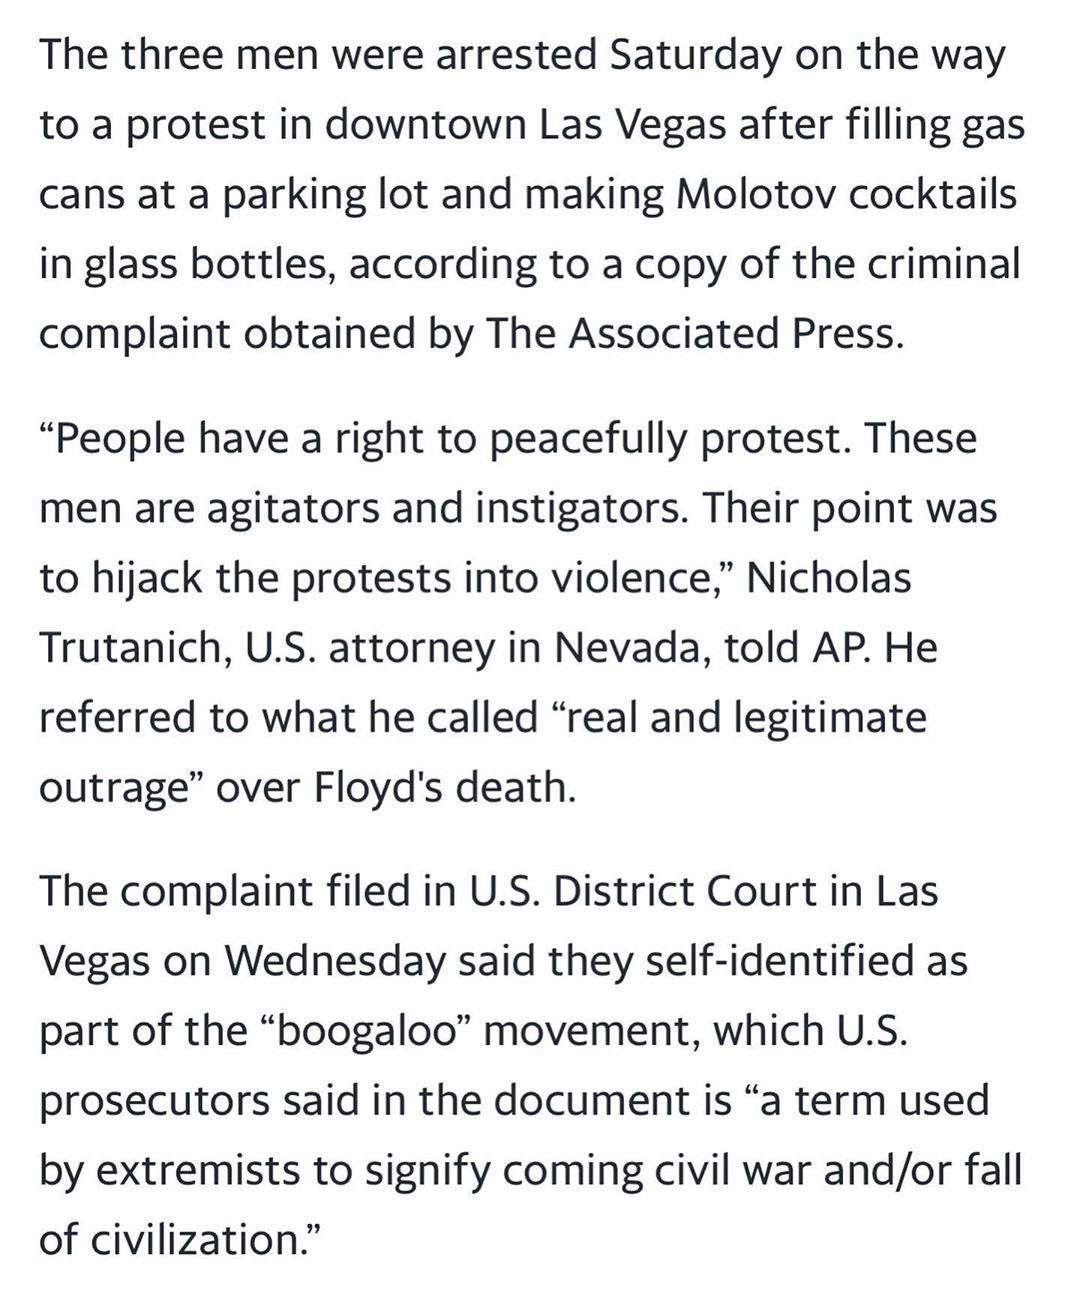 The three men were arrested Saturday on the way
to a protest in downtown Las Vegas after filling gas
cans at a parking lot and making Molotov cocktails
in glass bottles, according to a copy of the criminal
complaint obtained by The Associated Press.
“People have a right to peacefully protest. These
men are agitators and instigators. Their point was
to hijack the protests into violence,” Nicholas
Trutanich, U.S. attorney in Nevada, told AP. He
referred to what he called “real and legitimate
outrage” over Floyd's death.
The complaint filed in U.S. District Court in Las
Vegas on Wednesday said they self-identified as
part of the “boogaloo” movement, which U.S.
prosecutors said in the document is “a term used
by extremists to signify coming civil war and/or fall
of civilization.”